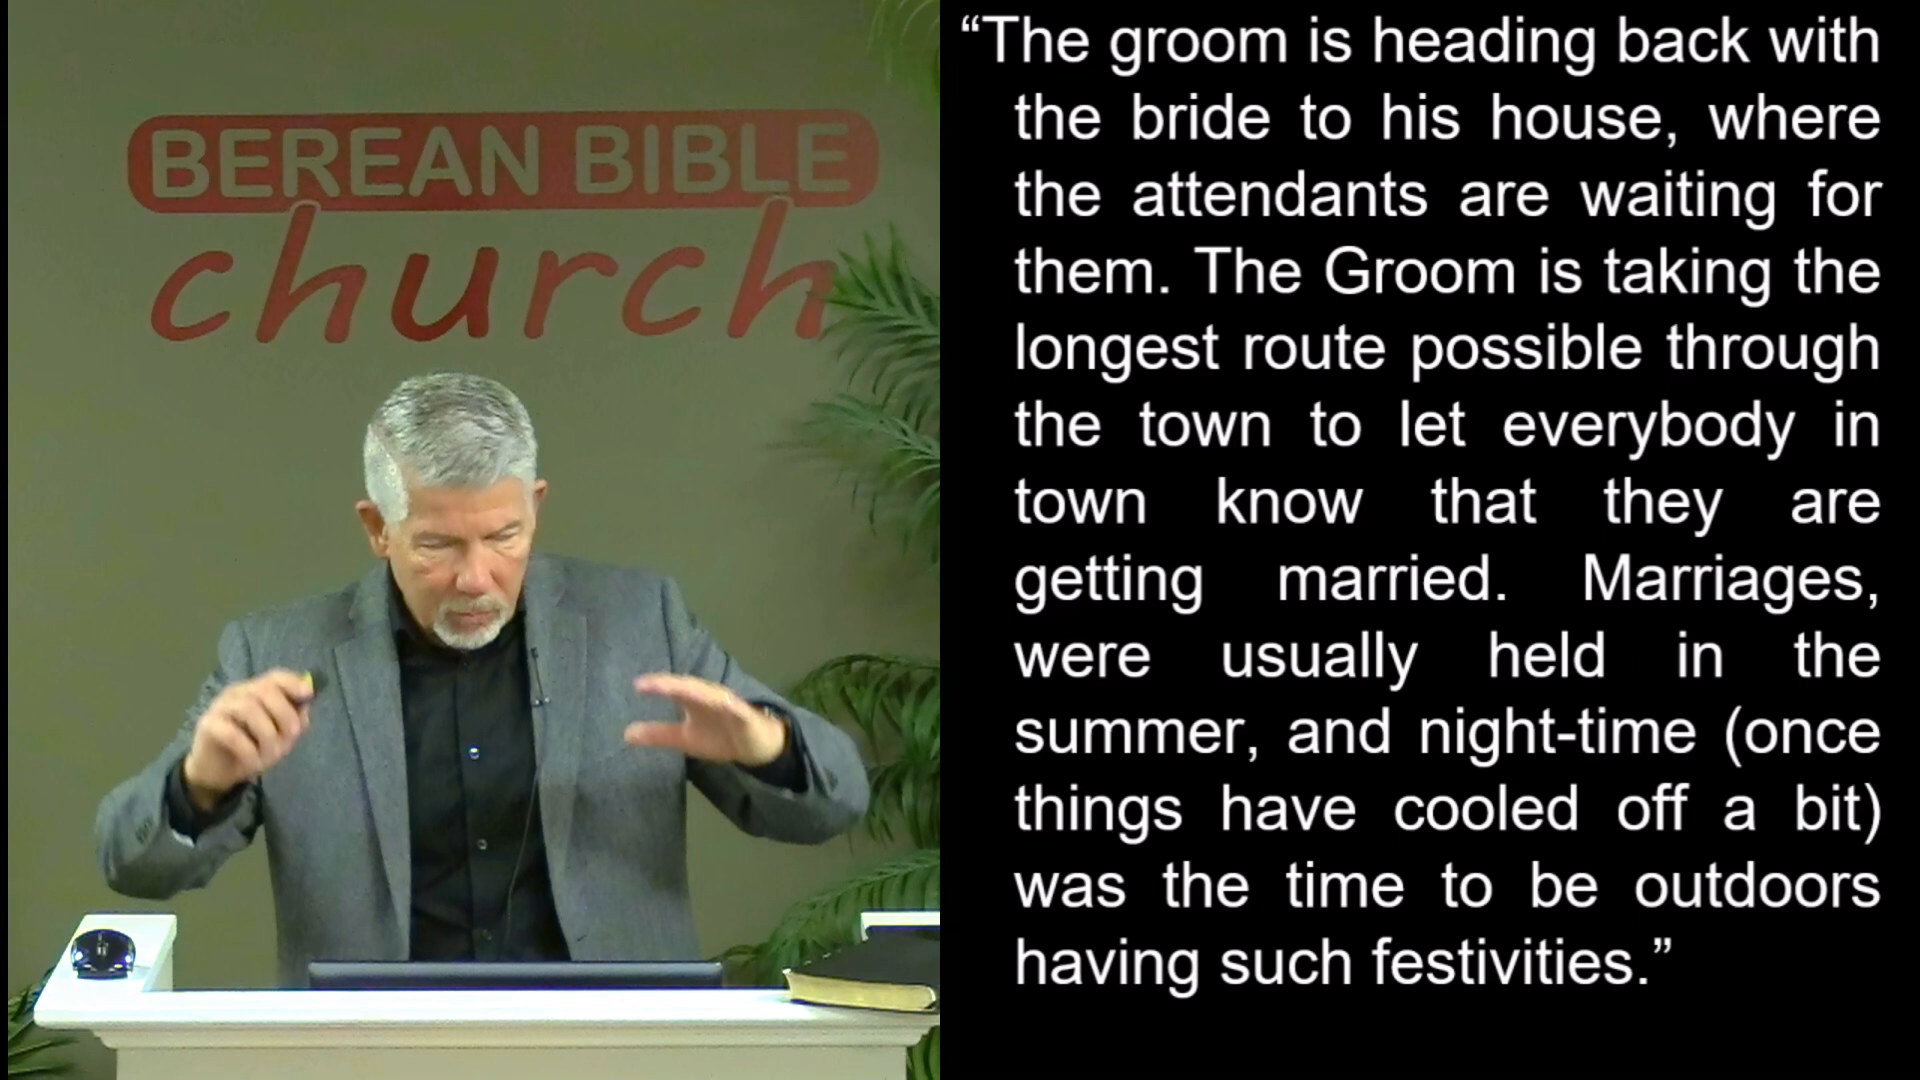 BEREAN BIBLE
church
“The groom is heading back with
the bride to his house, where
the attendants are waiting for
them. The Groom is taking the
longest route possible through
the town to let everybody in
town know that they are
getting married. Marriages,
were usually held in the
summer, and night-time (once
things have cooled off a bit)
was the time to be outdoors
having such festivities.”